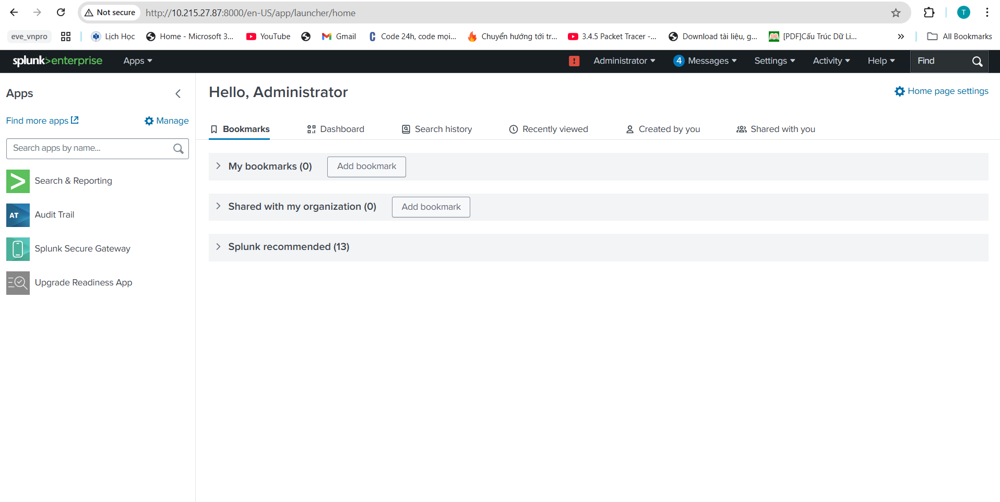 Not secure http://10.215.27.87:8000/en-US/app/launcher/home T
eve_vnpro Lịch Học Home - Microsoft 3... YouTube Gmail Code 24h, code mọi... Chuyển hướng tới tr... 3.4.5 Packet Tracer -... Download tài liệu, g... [PDF]Cấu Trúc Dữ Li... All Bookmarks
splunk>enterprise Apps ! Administrator 4 Messages Settings Activity Help Find
Apps
Find more apps Manage
Search apps by name...
Search & Reporting
AT Audit Trail
Splunk Secure Gateway
Upgrade Readiness App
Hello, Administrator
Home page settings
Bookmarks Dashboard Search history Recently viewed Created by you Shared with you
My bookmarks (0) Add bookmark
Shared with my organization (0) Add bookmark
Splunk recommended (13)